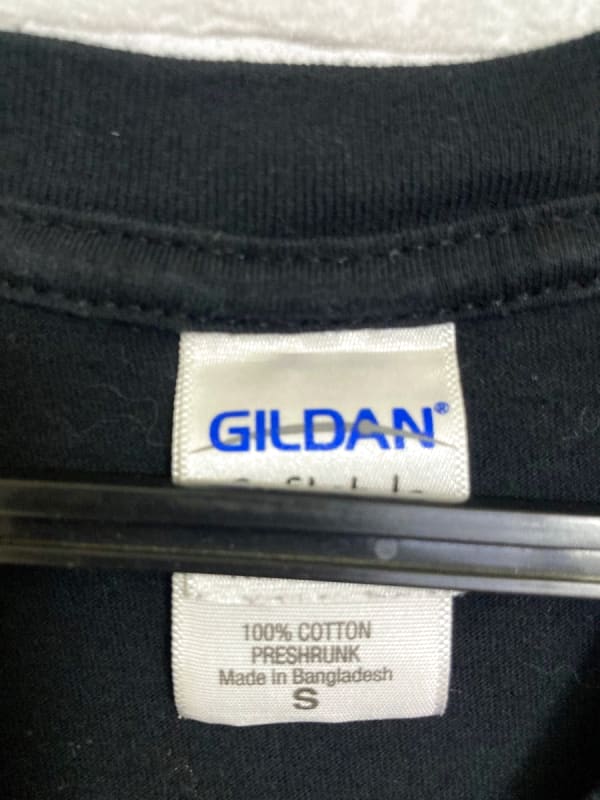 GILDAN®
100% COTTON
PRESHRUNK
Made in Bangladesh
S